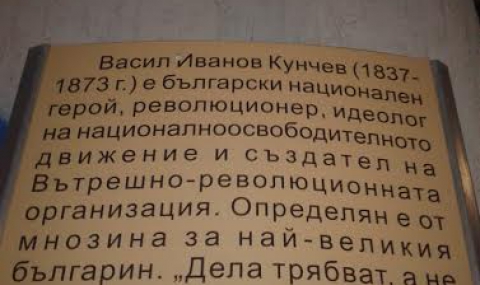 Васил Иванов Кунчев (1837-
1873 г.) е български национален
герой, революционер, идеолог
на националноосвободителното
движение и създател на
Вътрешно-революционната
организация. Определян е от
мнозина за най-великия
българин. „Дела трябват, а не